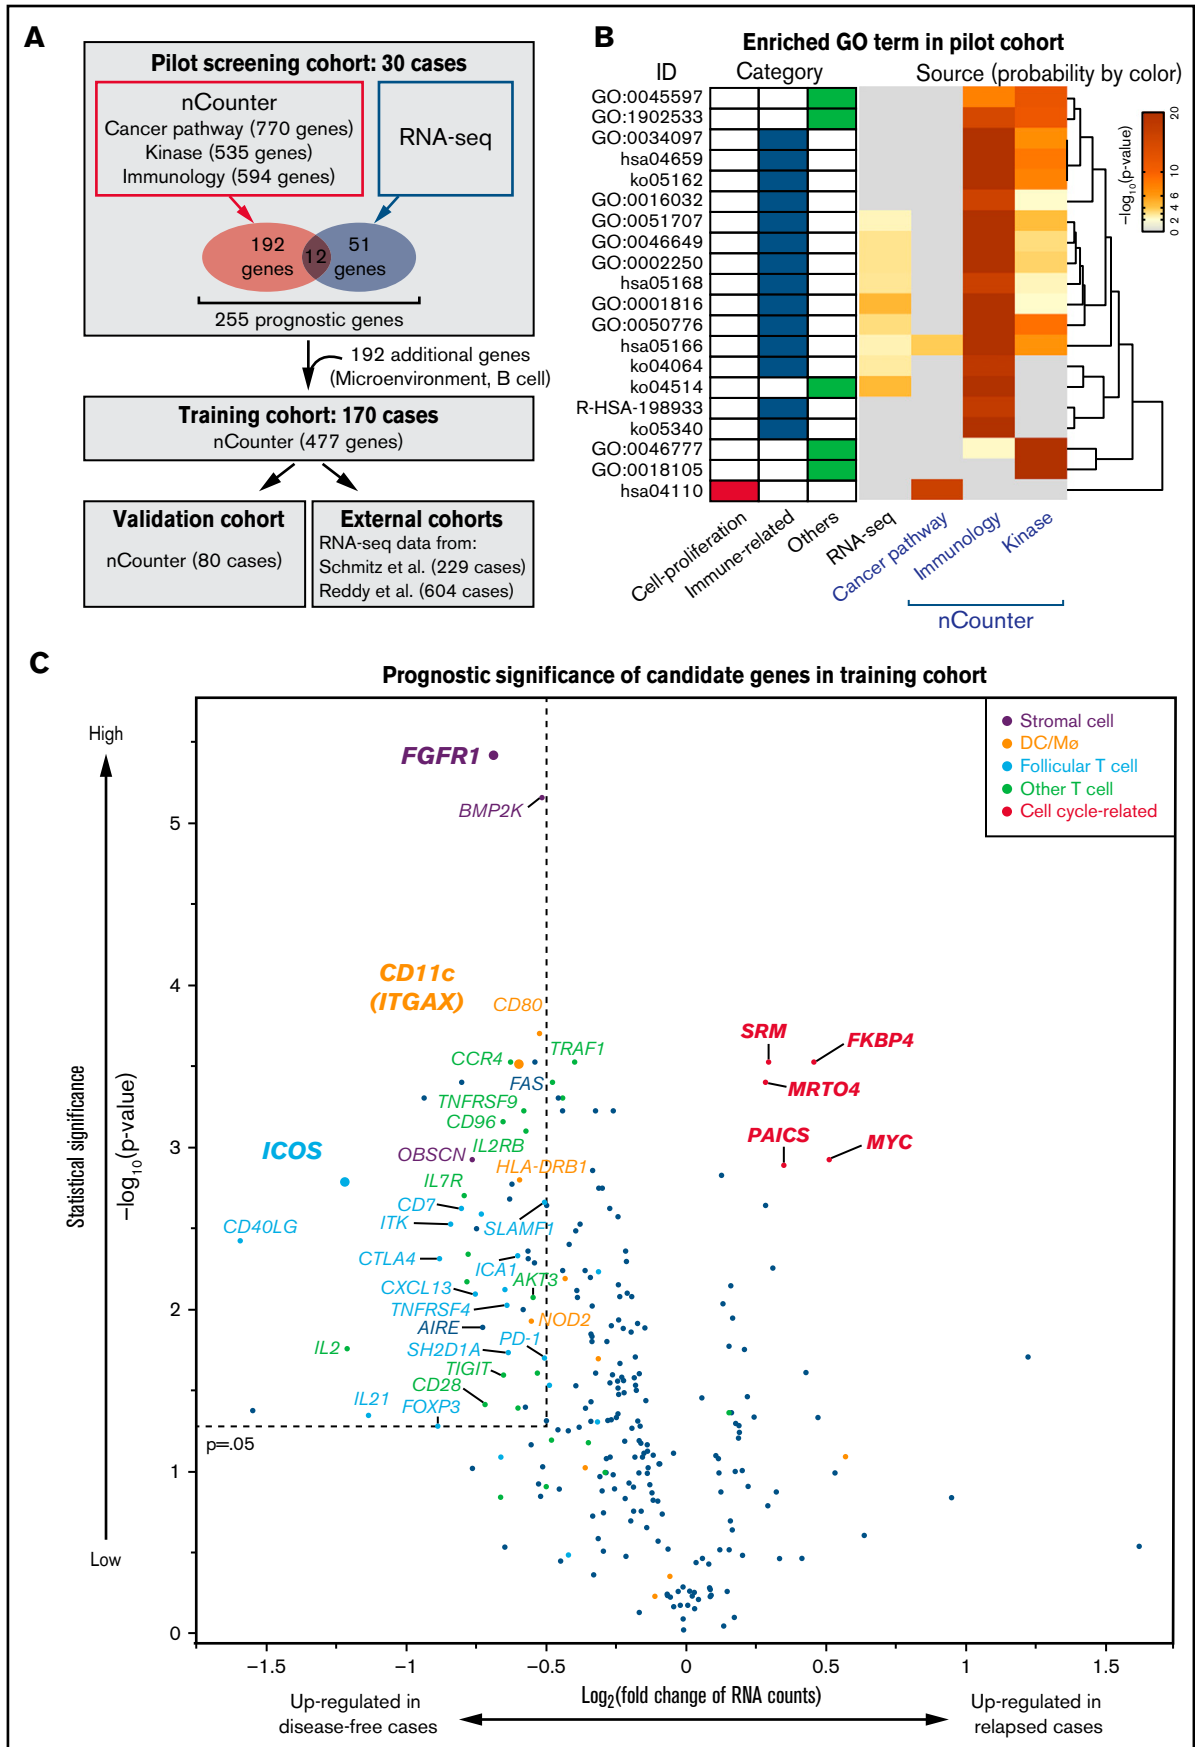 A
Pilot screening cohort: 30 cases
nCounter
Cancer pathway (770 genes)
Kinase (535 genes)
Immunology (594 genes)
RNA-seq
192
genes
12
51
genes
255 prognostic genes
192 additional genes
(Microenvironment, B cell)
Training cohort: 170 cases
nCounter (477 genes)
Validation cohort
nCounter (80 cases)
External cohorts
RNA-seq data from:
Schmitz et al. (229 cases)
Reddy et al. (604 cases)
B
Enriched GO term in pilot cohort
ID
Category
Source (probability by color)
GO:0045597
GO:1902533
GO:0034097
hsa04659
ko05162
GO:0016032
GO:0051707
GO:0046649
GO:0002250
hsa05168
GO:0001816
GO:0050776
hsa05166
ko04064
ko04514
R-HSA-198933
ko05340
GO:0046777
GO:0018105
hsa04110
−log10(p-value)
0 2 4 6 10 20
Cell-proliferation
Immune-related
Others
RNA-seq
Cancer pathway
Immunology
Kinase
nCounter
C
Prognostic significance of candidate genes in training cohort
Stromal cell
DC/Mø
Follicular T cell
Other T cell
Cell cycle-related
High
Low
Statistical significance
−log10(p-value)
5
4
3
2
1
0
FGFR1
BMP2K
CD11c
(ITGAX)
CD80
CCR4
TRAF1
FAS
TNFRSF9
CD96
IL2RB
OBSCN
HLA-DRB1
ICOS
IL7R
CD7
ITK
SLAMF1
CD40LG
CTLA4
ICA1
AKT3
CXCL13
TNFRSF4
NOD2
AIRE
PD-1
SH2D1A
IL2
TIGIT
CD28
IL21
FOXP3
p=.05
SRM
FKBP4
MRTO4
PAICS
MYC
−1.5
−1
−0.5
0
0.5
1
1.5
Log2(fold change of RNA counts)
Up-regulated in
disease-free cases
Up-regulated in
relapsed cases